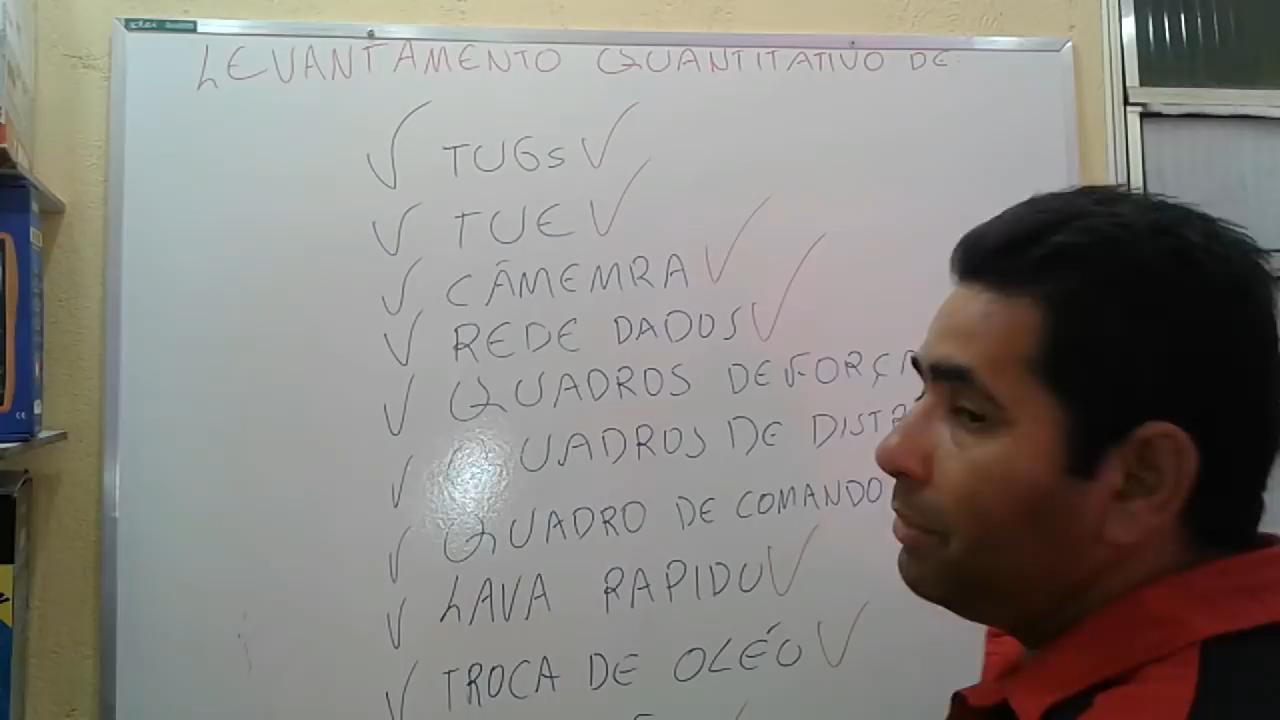 LEVANTAMENTO QUANTITATIVO DE:
✓ TUGs ✓
✓ TUE ✓
✓ CÂMEMRA ✓
✓ REDE DADOS ✓
✓ QUADROS DE FORÇA
✓ QUADROS DE DISTR
✓ QUADRO DE COMANDO
✓ LAVA RAPIDO ✓
✓ TROCA DE OLÉO ✓